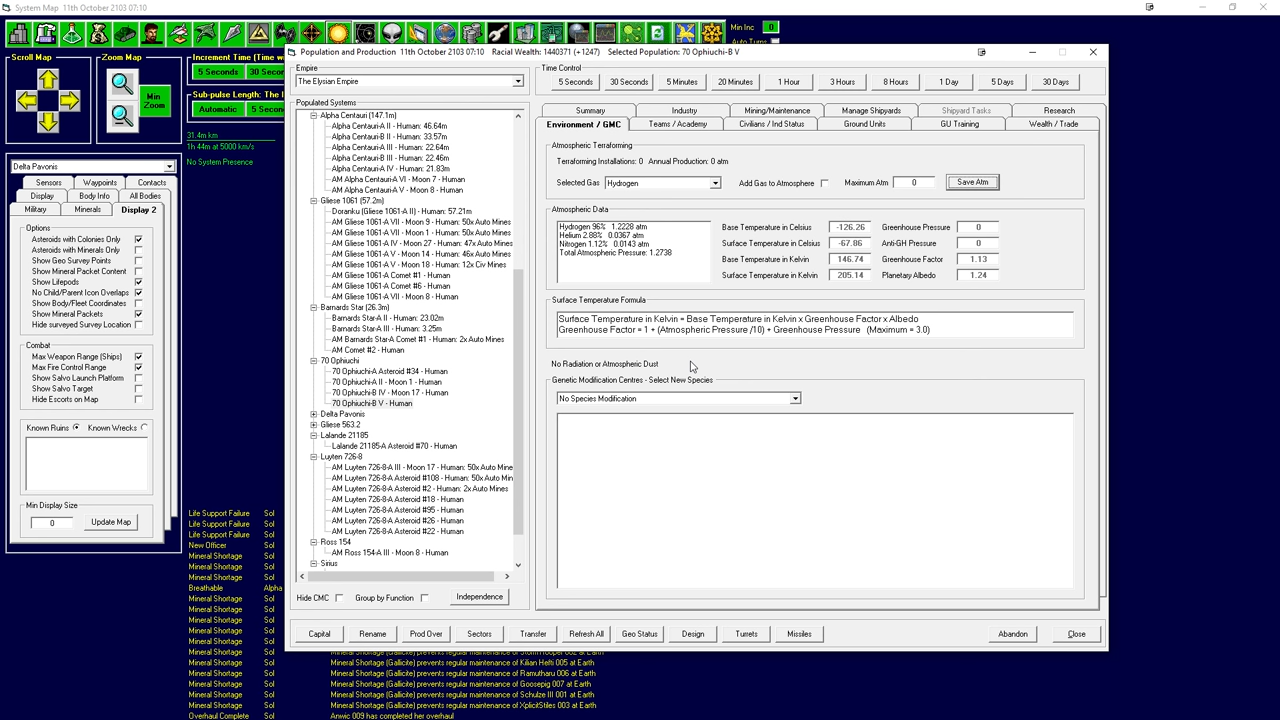 System Map 11th October 2103 07:10
Min Inc 0
Auto Turns
Scroll Map
Zoom Map
Min Zoom
Increment Time (Time w
5 Seconds
30 Secon
Sub-pulse Length: The l
Automatic
5 Secon
31.4m km
1h 44m at 5000 km/s
No System Presence
Delta Pavonis
Sensors
Waypoints
Contacts
Display
Body Info
All Bodies
Military
Minerals
Display 2
Options
Asteroids with Colonies Only
Asteroids with Minerals Only
Show Geo Survey Points
Show Mineral Packet Content
Show Lifepods
No Child/Parent Icon Overlaps
Show Body/Fleet Coordinates
Show Mineral Packets
Hide surveyed Survey Location
Combat
Max Weapon Range (Ships)
Max Fire Control Range
Show Salvo Launch Platform
Show Salvo Target
Hide Escorts on Map
Known Ruins
Known Wrecks
Min Display Size
0
Update Map
Life Support Failure Sol
Life Support Failure Sol
Life Support Failure Sol
New Officer Sol
Mineral Shortage Sol
Mineral Shortage Sol
Breathable Alpha
Mineral Shortage Sol
Mineral Shortage Sol
Mineral Shortage Sol
Mineral Shortage Sol
Mineral Shortage Sol
Mineral Shortage Sol Mineral Shortage (Gallicite) prevents regular maintenance of StormTrooper 002 at Earth
Mineral Shortage Sol Mineral Shortage (Gallicite) prevents regular maintenance of Kilian Hefti 005 at Earth
Mineral Shortage Sol Mineral Shortage (Gallicite) prevents regular maintenance of Ramutharu 006 at Earth
Mineral Shortage Sol Mineral Shortage (Gallicite) prevents regular maintenance of Goosepig 007 at Earth
Mineral Shortage Sol Mineral Shortage (Gallicite) prevents regular maintenance of Schulze III 001 at Earth
Mineral Shortage Sol Mineral Shortage (Gallicite) prevents regular maintenance of XplicitStiles 003 at Earth
Overhaul Complete Sol Anwic 009 has completed her overhaul
Population and Production 11th October 2103 07:10 Racial Wealth: 1440371 (+1247) Selected Population: 70 Ophiuchi-B V
Empire
The Elysian Empire
Populated Systems
Alpha Centauri (147.1m)
Alpha Centauri-A II - Human: 46.64m
Alpha Centauri-B II - Human: 33.57m
Alpha Centauri-A III - Human: 22.64m
Alpha Centauri-B III - Human: 22.46m
Alpha Centauri-A IV - Human: 21.83m
AM Alpha Centauri-A VI - Moon 7 - Human
AM Alpha Centauri-A V - Moon 8 - Human
Gliese 1061 (57.2m)
Doranku (Gliese 1061-A II) - Human: 57.21m
AM Gliese 1061-A VII - Moon 9 - Human: 50x Auto Mines
AM Gliese 1061-A VII - Moon 1 - Human: 50x Auto Mines
AM Gliese 1061-A IV - Moon 27 - Human: 47x Auto Mines
AM Gliese 1061-A V - Moon 14 - Human: 46x Auto Mines
AM Gliese 1061-A V - Moon 18 - Human: 12x Civ Mines
AM Gliese 1061-A Comet #1 - Human
AM Gliese 1061-A Comet #6 - Human
AM Gliese 1061-A VII - Moon 8 - Human
Barnards Star (26.3m)
Barnards Star-A II - Human: 23.02m
Barnards Star-A III - Human: 3.25m
AM Barnards Star-A Comet #1 - Human: 2x Auto Mines
AM Comet #2 - Human
70 Ophiuchi
70 Ophiuchi-A Asteroid #34 - Human
70 Ophiuchi-A II - Moon 1 - Human
70 Ophiuchi-B IV - Moon 17 - Human
70 Ophiuchi-B V - Human
Delta Pavonis
Gliese 563.2
Lalande 21185
Lalande 21185-A Asteroid #70 - Human
Luyten 726-8
AM Luyten 726-8-A III - Moon 17 - Human: 50x Auto Mine
AM Luyten 726-8-A Asteroid #108 - Human: 50x Auto Min
AM Luyten 726-8-A Asteroid #2 - Human: 2x Auto Mines
AM Luyten 726-8-A Asteroid #18 - Human
AM Luyten 726-8-A Asteroid #95 - Human
AM Luyten 726-8-A Asteroid #26 - Human
AM Luyten 726-8-A Asteroid #22 - Human
Ross 154
AM Ross 154-A III - Moon 8 - Human
Sirius
Hide CMC
Group by Function
Independence
Time Control
5 Seconds
30 Seconds
5 Minutes
20 Minutes
1 Hour
3 Hours
8 Hours
1 Day
5 Days
30 Days
Summary
Industry
Mining/Maintenance
Manage Shipyards
Shipyard Tasks
Research
Environment / GMC
Teams / Academy
Civilians / Ind Status
Ground Units
GU Training
Wealth / Trade
Atmospheric Terraforming
Terraforming Installations: 0 Annual Production: 0 atm
Selected Gas
Hydrogen
Add Gas to Atmosphere
Maximum Atm
0
Save Atm
Atmospheric Data
Hydrogen 96% 1.2228 atm
Helium 2.88% 0.0367 atm
Nitrogen 1.12% 0.0143 atm
Total Atmospheric Pressure: 1.2738
Base Temperature in Celsius -126.26
Greenhouse Pressure 0
Surface Temperature in Celsius -67.86
Anti-GH Pressure 0
Base Temperature in Kelvin 146.74
Greenhouse Factor 1.13
Surface Temperature in Kelvin 205.14
Planetary Albedo 1.24
Surface Temperature Formula
Surface Temperature in Kelvin = Base Temperature in Kelvin x Greenhouse Factor x Albedo
Greenhouse Factor = 1 + (Atmospheric Pressure /10) + Greenhouse Pressure (Maximum = 3.0)
No Radiation or Atmospheric Dust
Genetic Modification Centres - Select New Species
No Species Modification
Capital
Rename
Prod Over
Sectors
Transfer
Refresh All
Geo Status
Design
Turrets
Missiles
Abandon
Close